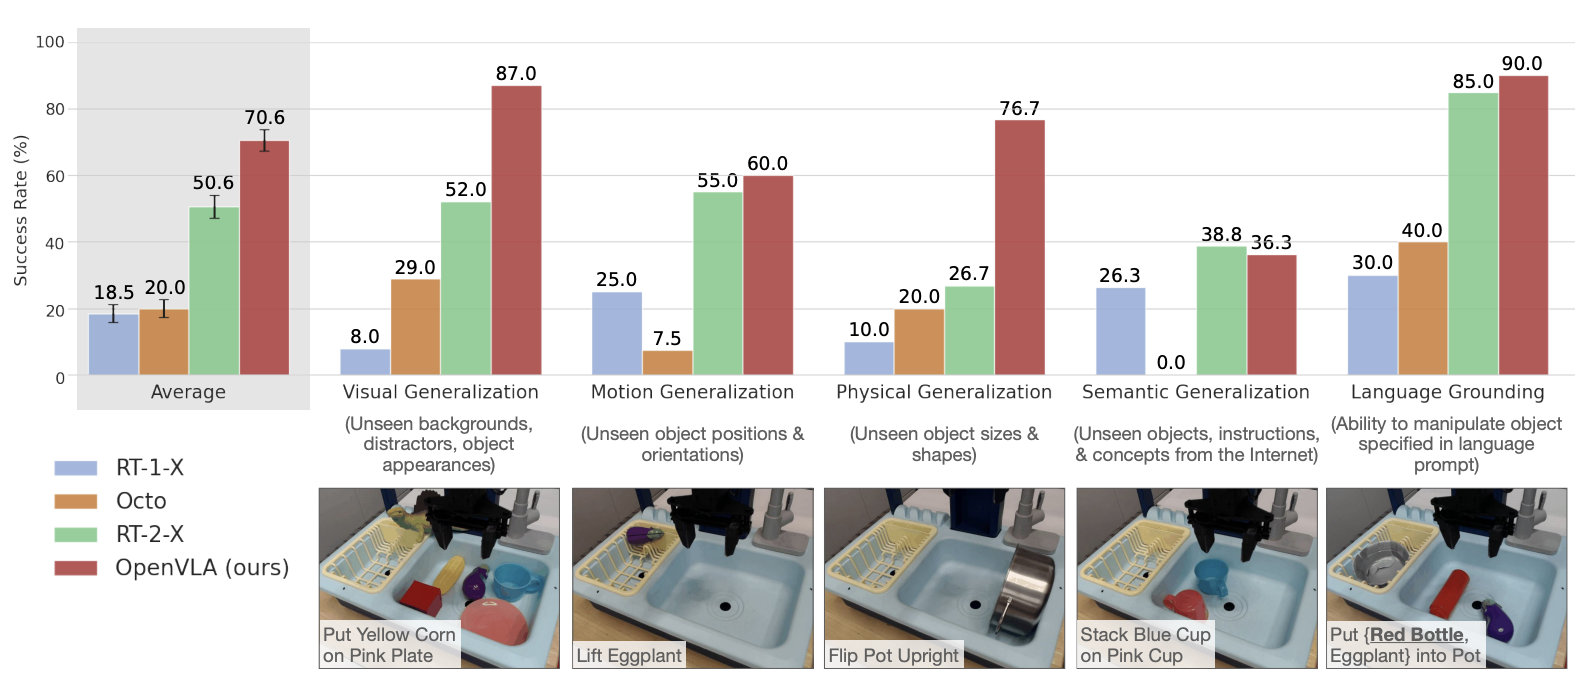 100
80
60
40
20
0
Success Rate (%)
18.5
20.0
50.6
70.6
Average
8.0
29.0
52.0
87.0
Visual Generalization
(Unseen backgrounds,
distractors, object
appearances)
25.0
7.5
55.0
60.0
Motion Generalization
(Unseen object positions &
orientations)
10.0
20.0
26.7
76.7
Physical Generalization
(Unseen object sizes &
shapes)
26.3
0.0
38.8
36.3
Semantic Generalization
(Unseen objects, instructions,
& concepts from the Internet)
30.0
40.0
85.0
90.0
Language Grounding
(Ability to manipulate object
specified in language
prompt)
RT-1-X
Octo
RT-2-X
OpenVLA (ours)
Put Yellow Corn
on Pink Plate
Lift Eggplant
Flip Pot Upright
Stack Blue Cup
on Pink Cup
Put {Red Bottle,
Eggplant} into Pot